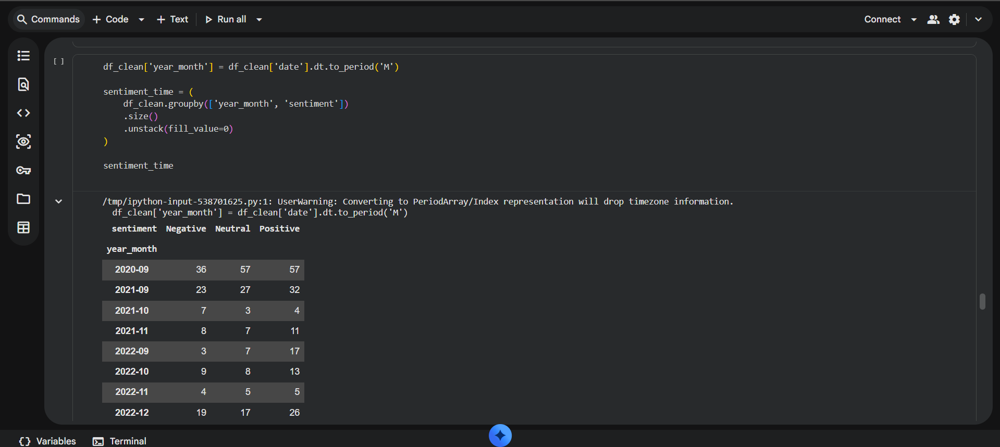 Commands + Code + Text Run all Connect
[ ]
df_clean['year_month'] = df_clean['date'].dt.to_period('M')
sentiment_time = (
    df_clean.groupby(['year_month', 'sentiment'])
    .size()
    .unstack(fill_value=0)
)
sentiment_time
/tmp/ipython-input-538701625.py:1: UserWarning: Converting to PeriodArray/Index representation will drop timezone information.
  df_clean['year_month'] = df_clean['date'].dt.to_period('M')
sentiment Negative Neutral Positive
year_month
2020-09 36 57 57
2021-09 23 27 32
2021-10 7 3 4
2021-11 8 7 11
2022-09 3 7 17
2022-10 9 8 13
2022-11 4 5 5
2022-12 19 17 26
{} Variables Terminal